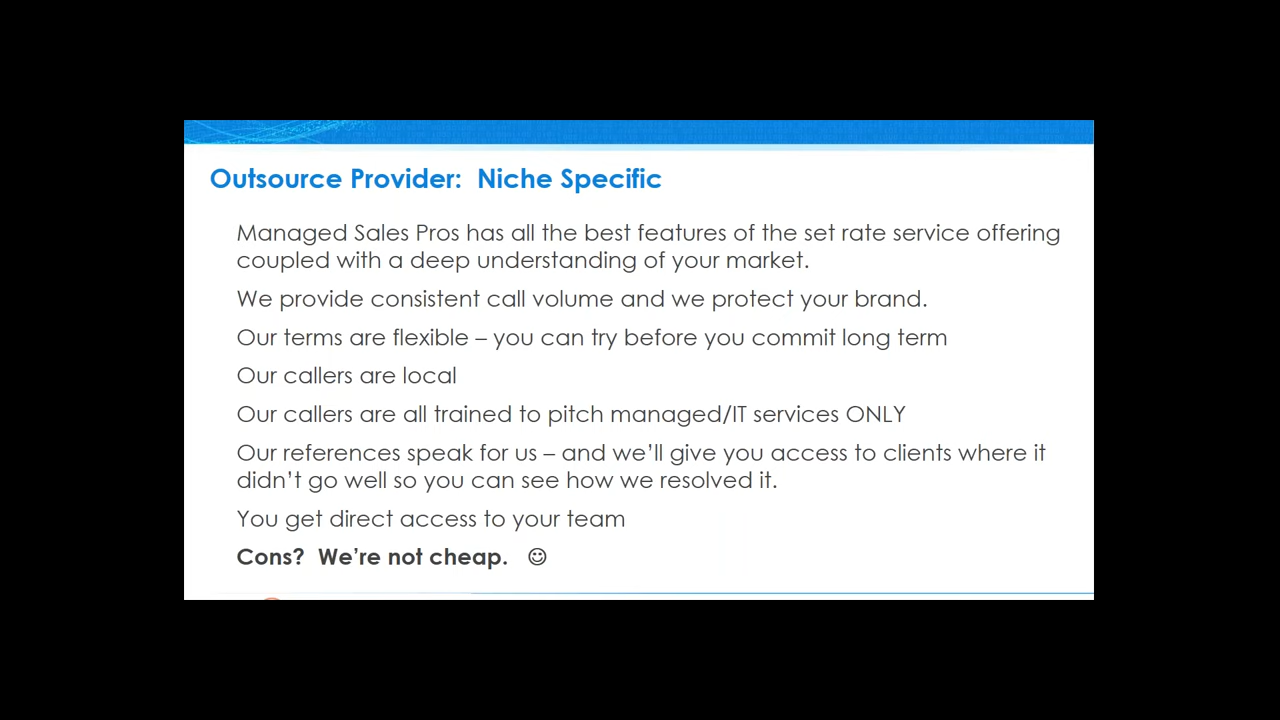 Outsource Provider:  Niche Specific
Managed Sales Pros has all the best features of the set rate service offering
coupled with a deep understanding of your market.
We provide consistent call volume and we protect your brand.
Our terms are flexible – you can try before you commit long term
Our callers are local
Our callers are all trained to pitch managed/IT services ONLY
Our references speak for us – and we’ll give you access to clients where it
didn’t go well so you can see how we resolved it.
You get direct access to your team
Cons?  We’re not cheap.  ☺